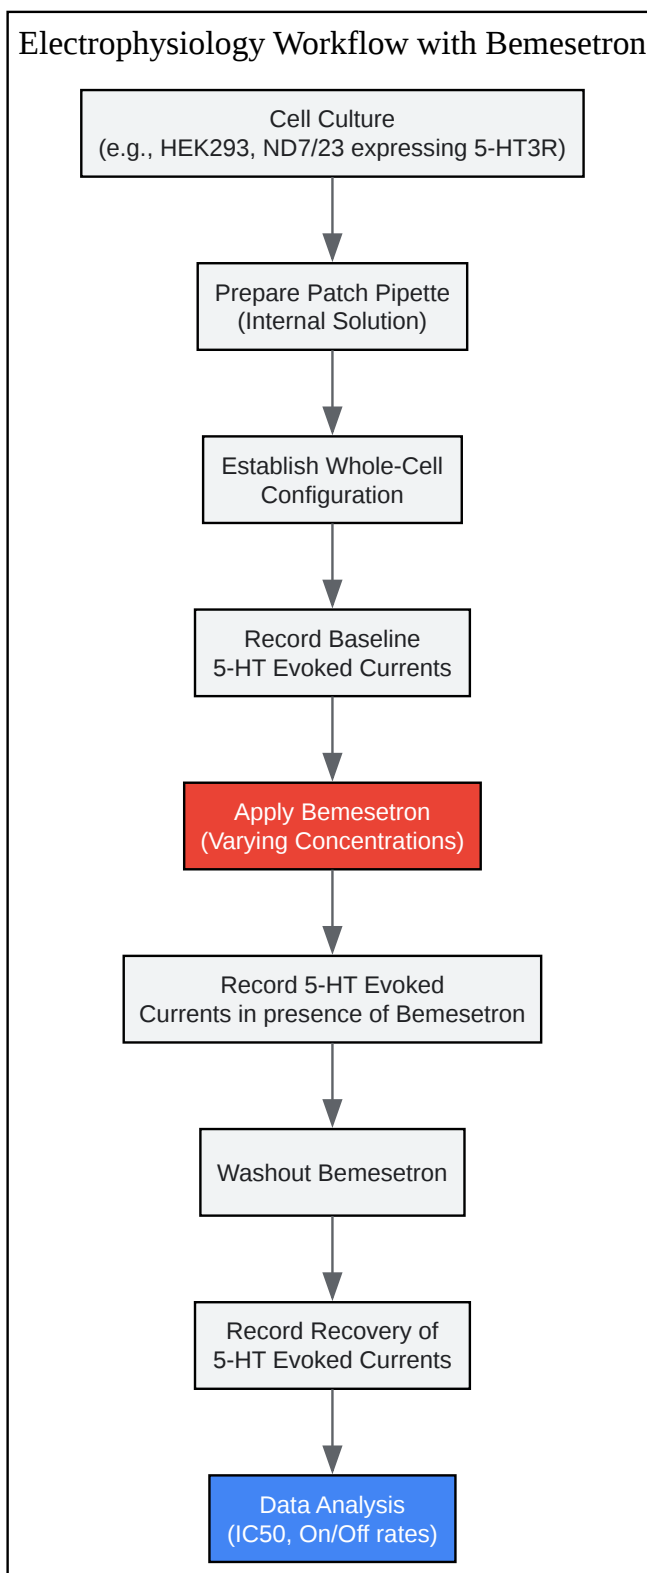 Electrophysiology Workflow with Bemesetron
Cell Culture
(e.g., HEK293, ND7/23 expressing 5-HT3R)
Prepare Patch Pipette
(Internal Solution)
Establish Whole-Cell
Configuration
Record Baseline
5-HT Evoked Currents
Apply Bemesetron
(Varying Concentrations)
Record 5-HT Evoked
Currents in presence of Bemesetron
Washout Bemesetron
Record Recovery of
5-HT Evoked Currents
Data Analysis
(IC50, On/Off rates)